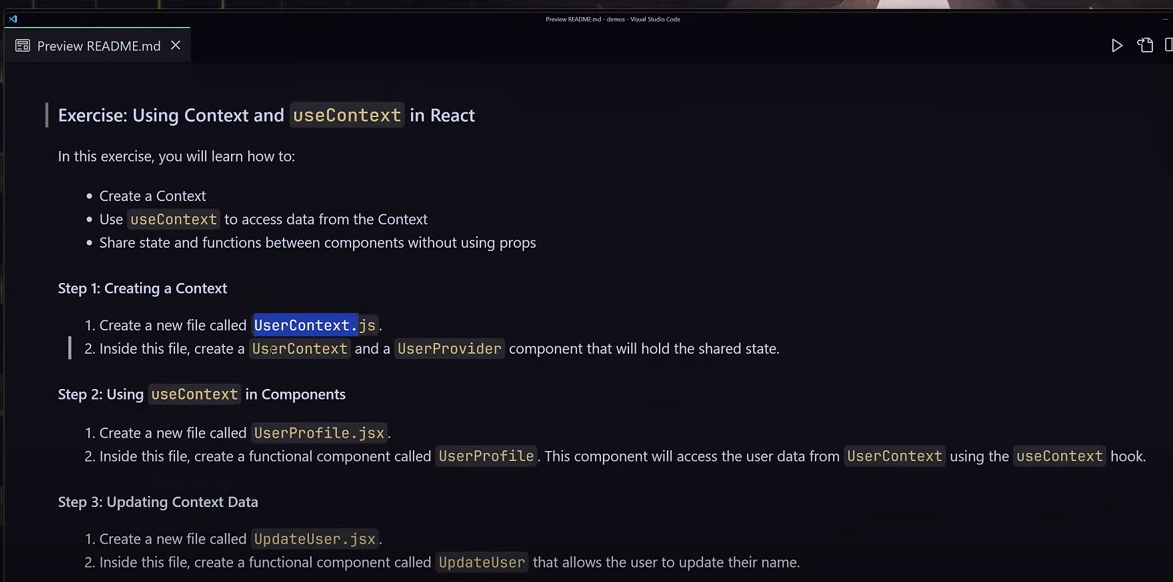 Preview README.md - demos - Visual Studio Code
Preview README.md
Exercise: Using Context and useContext in React
In this exercise, you will learn how to:
• Create a Context
• Use useContext to access data from the Context
• Share state and functions between components without using props
Step 1: Creating a Context
1. Create a new file called UserContext.js.
2. Inside this file, create a UserContext and a UserProvider component that will hold the shared state.
Step 2: Using useContext in Components
1. Create a new file called UserProfile.jsx.
2. Inside this file, create a functional component called UserProfile. This component will access the user data from UserContext using the useContext hook.
Step 3: Updating Context Data
1. Create a new file called UpdateUser.jsx.
2. Inside this file, create a functional component called UpdateUser that allows the user to update their name.